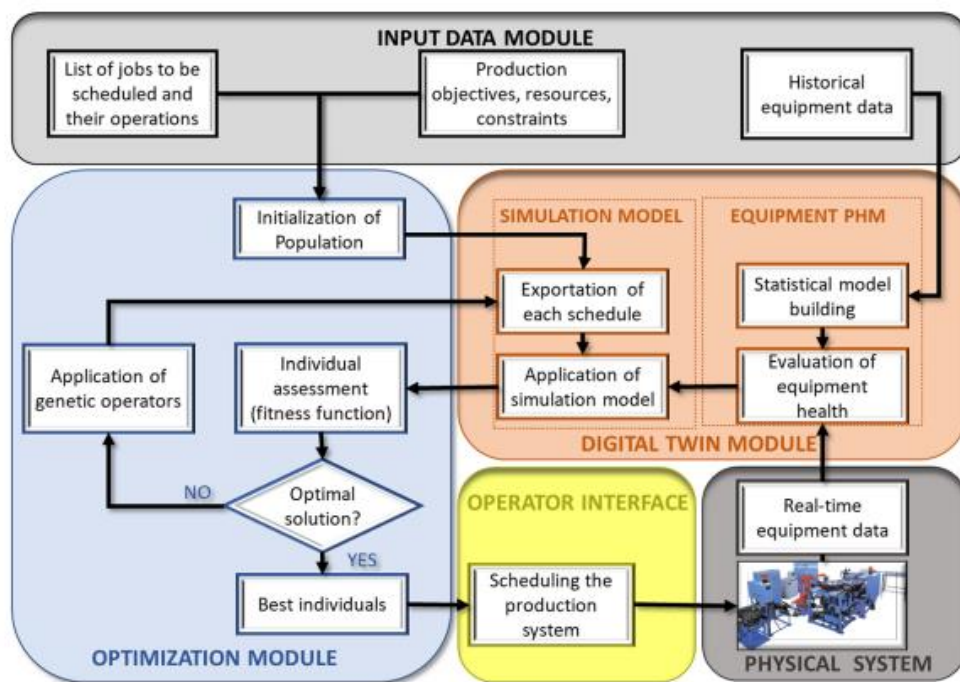 INPUT DATA MODULE
List of jobs to be
scheduled and
their operations
Production
objectives, resources,
constraints
Historical
equipment data
Initialization of
Population
SIMULATION MODEL
EQUIPMENT PHM
Exportation of
each schedule
Statistical model
building
Application of
genetic operators
Individual
assessment
(fitness function)
Application of
simulation model
Evaluation of
equipment
health
DIGITAL TWIN MODULE
NO
Optimal
solution?
YES
OPERATOR INTERFACE
Real-time
equipment data
Best individuals
Scheduling the
production
system
OPTIMIZATION MODULE
PHYSICAL SYSTEM